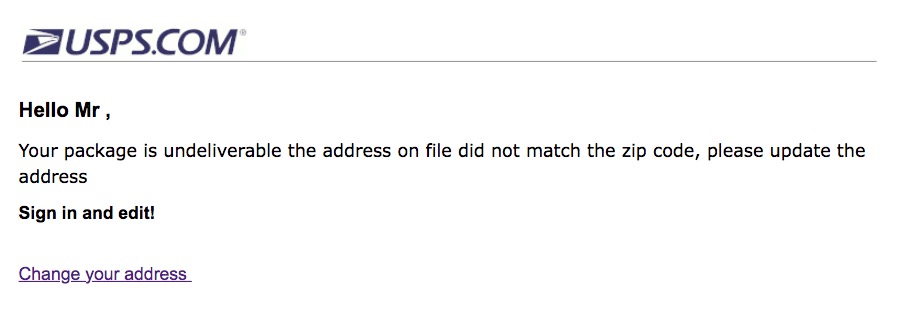 USPS.COM®
Hello Mr ,
Your package is undeliverable the address on file did not match the zip code, please update the
address
Sign in and edit!
Change your address